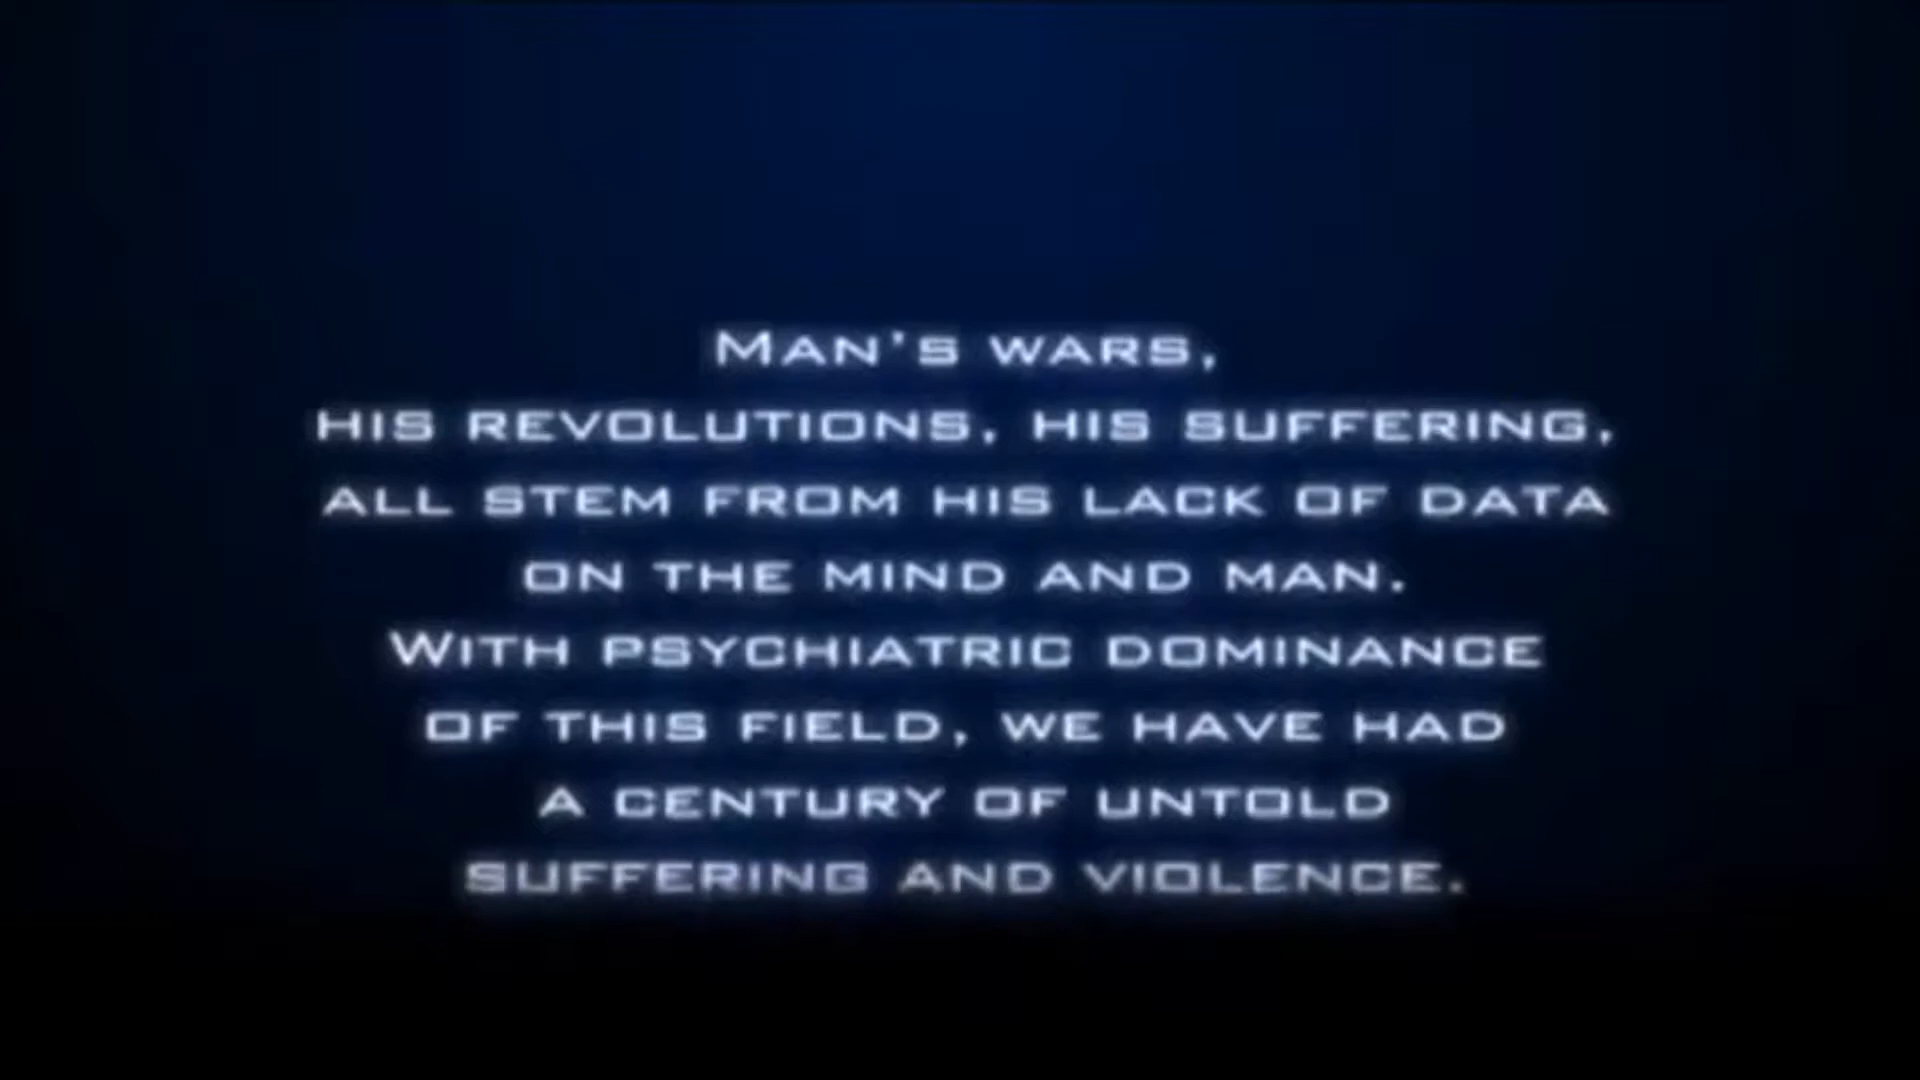 Man's wars,
his revolutions, his suffering,
all stem from his lack of data
on the mind and man.
With psychiatric dominance
of this field, we have had
a century of untold
suffering and violence.